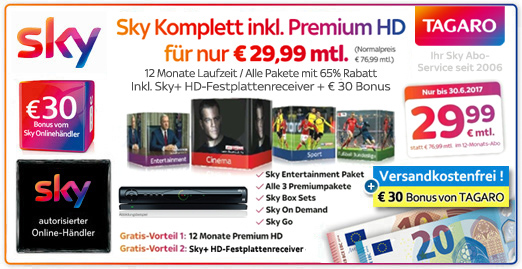 sky
Sky Komplett inkl. Premium HD
für nur € 29,99 mtl.
(Normalpreis
€ 76,99 mtl.)
12 Monate Laufzeit / Alle Pakete mit 65% Rabatt
Inkl. Sky+ HD-Festplattenreceiver + € 30 Bonus
TAGARO
Ihr Sky Abo-
Service seit 2006
€30
Bonus vom
Sky Onlinehändler
sky
autorisierter
Online-Händler
Entertainment
Cinema
Sport
Fussball Bundesliga
Nur bis 30.6.2017
29 99
€ mtl.
statt € 76,99 mtl. im 12-Monats-Abo
Sky Entertainment Paket
Alle 3 Premiumpakete
Sky Box Sets
Sky On Demand
Sky Go
+
Versandkostenfrei !
€ 30 Bonus von TAGARO
Gratis-Vorteil 1: 12 Monate Premium HD
Gratis-Vorteil 2: Sky+ HD-Festplattenreceiver
10
20